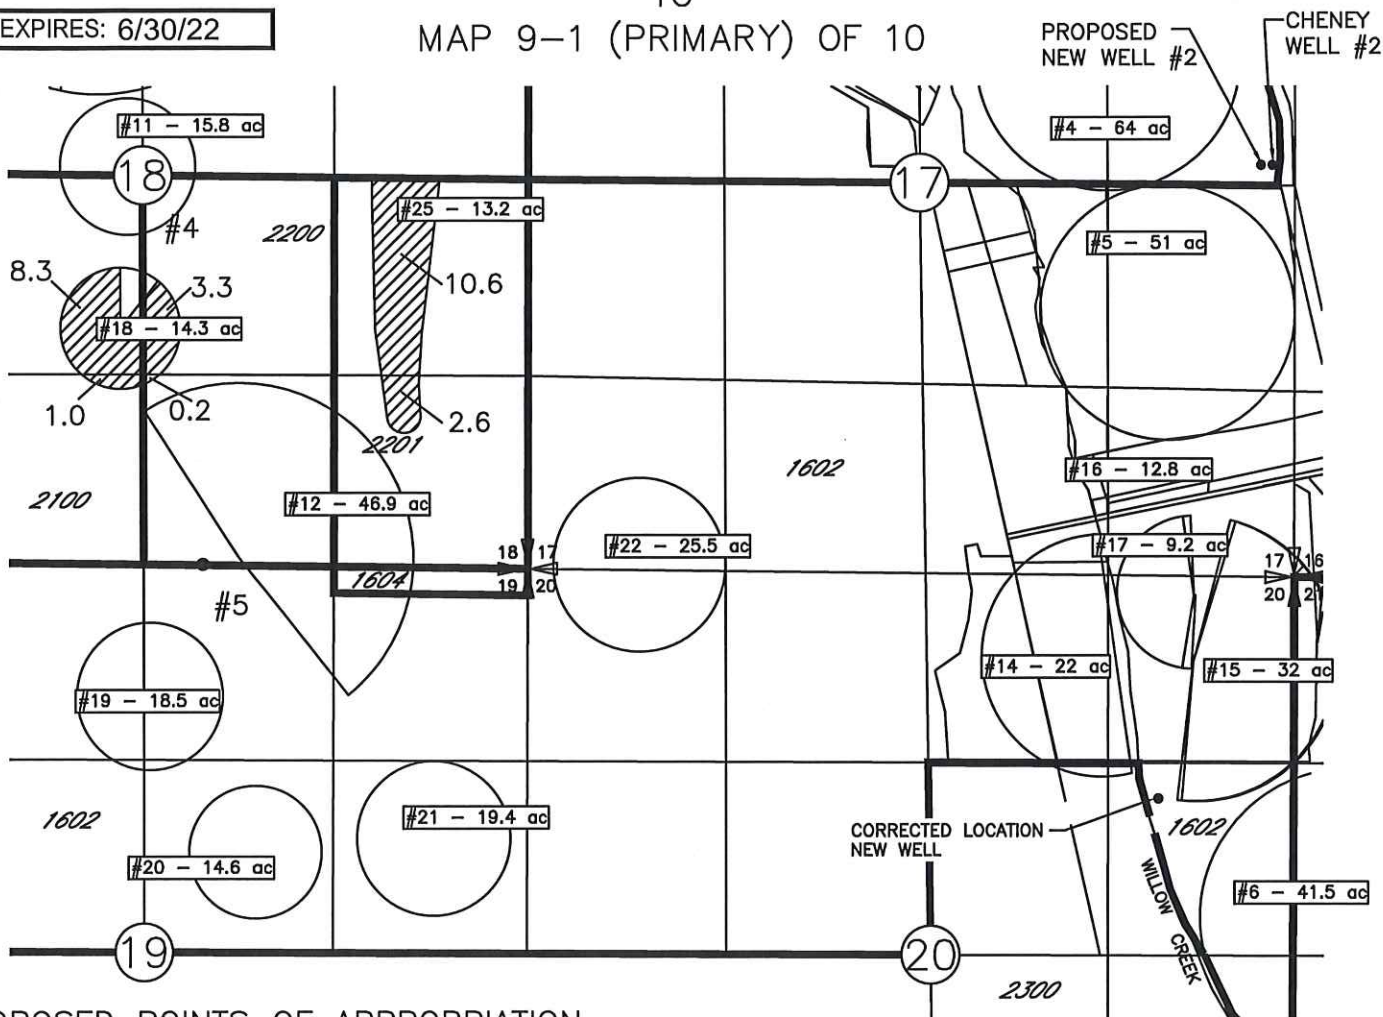 EXPIRES: 6/30/22
MAP 9-1 (PRIMARY) OF 10
PROPOSED
NEW WELL #2
CHENEY
WELL #2
#11 - 15.8 ac
#4 - 64 ac
18
17
#4
2200
#25 - 13.2 ac
#5 - 51 ac
8.3
3.3
10.6
#18 - 14.3 ac
1.0
0.2
2.6
2201
1602
#16 - 12.8 ac
2100
#12 - 46.9 ac
#22 - 25.5 ac
#17 - 9.2 ac
18 17
19 20
17 16
20
1604
#5
#14 - 22 ac
#15 - 32 ac
#19 - 18.5 ac
1602
#21 - 19.4 ac
CORRECTED LOCATION
NEW WELL
1602
#20 - 14.6 ac
WILLOW
CREEK
#6 - 41.5 ac
19
20
2300
POINTS OF APPROPRIATION